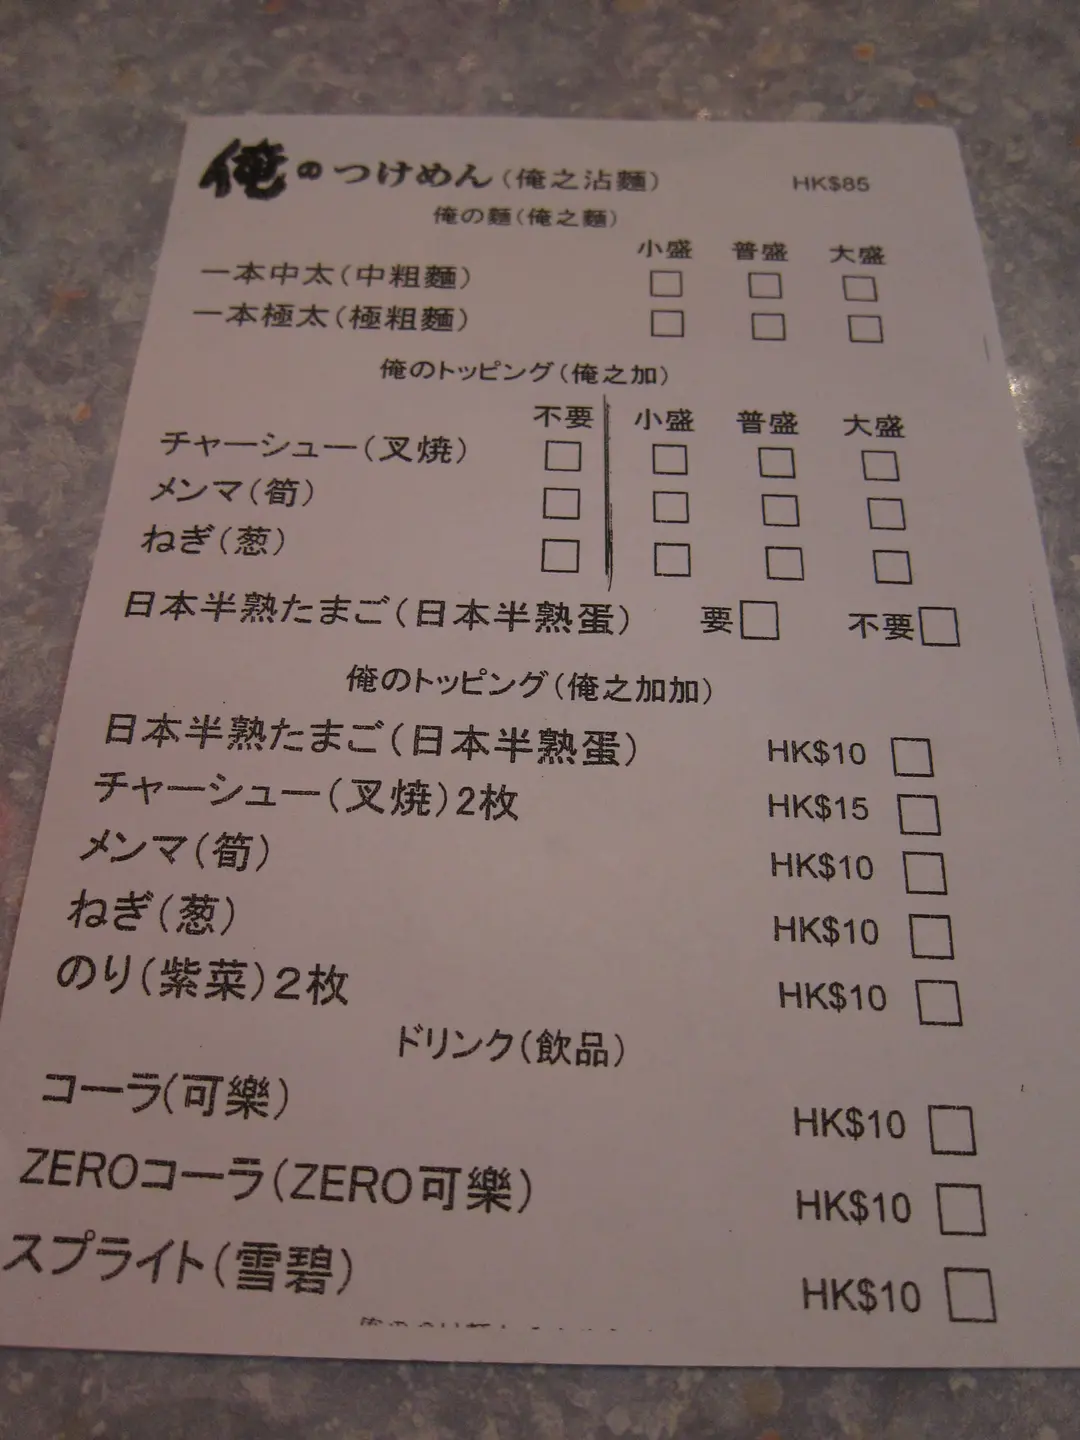 俺のつけめん(俺之沾麵) HK$85
俺の麵(俺之麵)
小盛 普盛 大盛
一本中太(中粗麵)
一本極太(極粗麵)
俺のトッピング(俺之加)
不要 小盛 普盛 大盛
チャーシュー(叉焼)
メンマ(筍)
ねぎ(葱)
日本半熟たまご(日本半熟蛋) 要 不要
俺のトッピング(俺之加加)
日本半熟たまご(日本半熟蛋) HK$10
チャーシュー(叉焼)2枚 HK$15
メンマ(筍) HK$10
ねぎ(葱) HK$10
のり(紫菜)2枚 HK$10
ドリンク(飲品)
コーラ(可樂) HK$10
ZEROコーラ(ZERO可樂) HK$10
スプライト(雪碧) HK$10